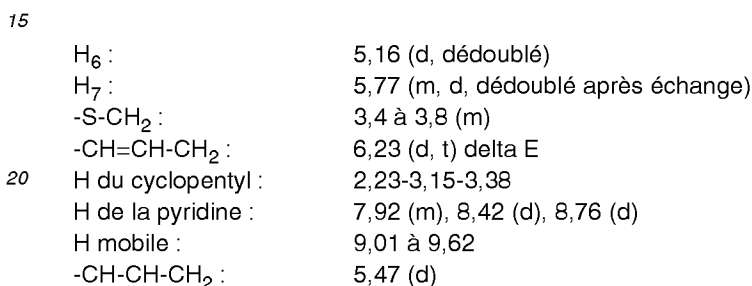 15
H6 : 5,16 (d, dédoublé)
H7 : 5,77 (m, d, dédoublé après échange)
-S-CH2 : 3,4 à 3,8 (m)
-CH=CH-CH2 : 6,23 (d, t) delta E
20 H du cyclopentyl : 2,23-3,15-3,38
H de la pyridine : 7,92 (m), 8,42 (d), 8,76 (d)
H mobile : 9,01 à 9,62
-CH-CH-CH2 : 5,47 (d)